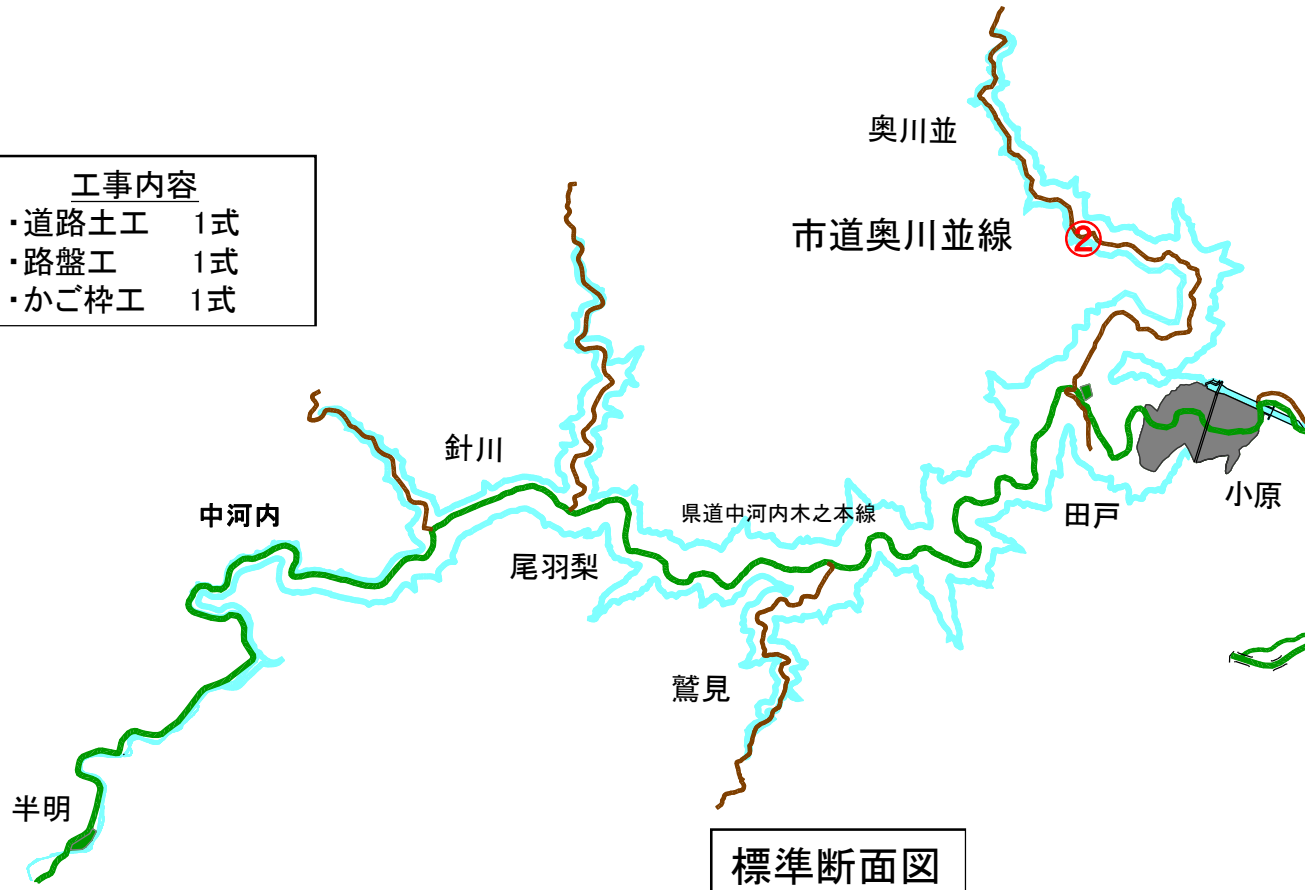 奥川並
工事内容
・道路土工 1式
・路盤工 1式
・かご枠工 1式
市道奥川並線
②
針川
中河内
県道中河内木之本線
小原
田戸
尾羽梨
鷲見
半明
標準断面図